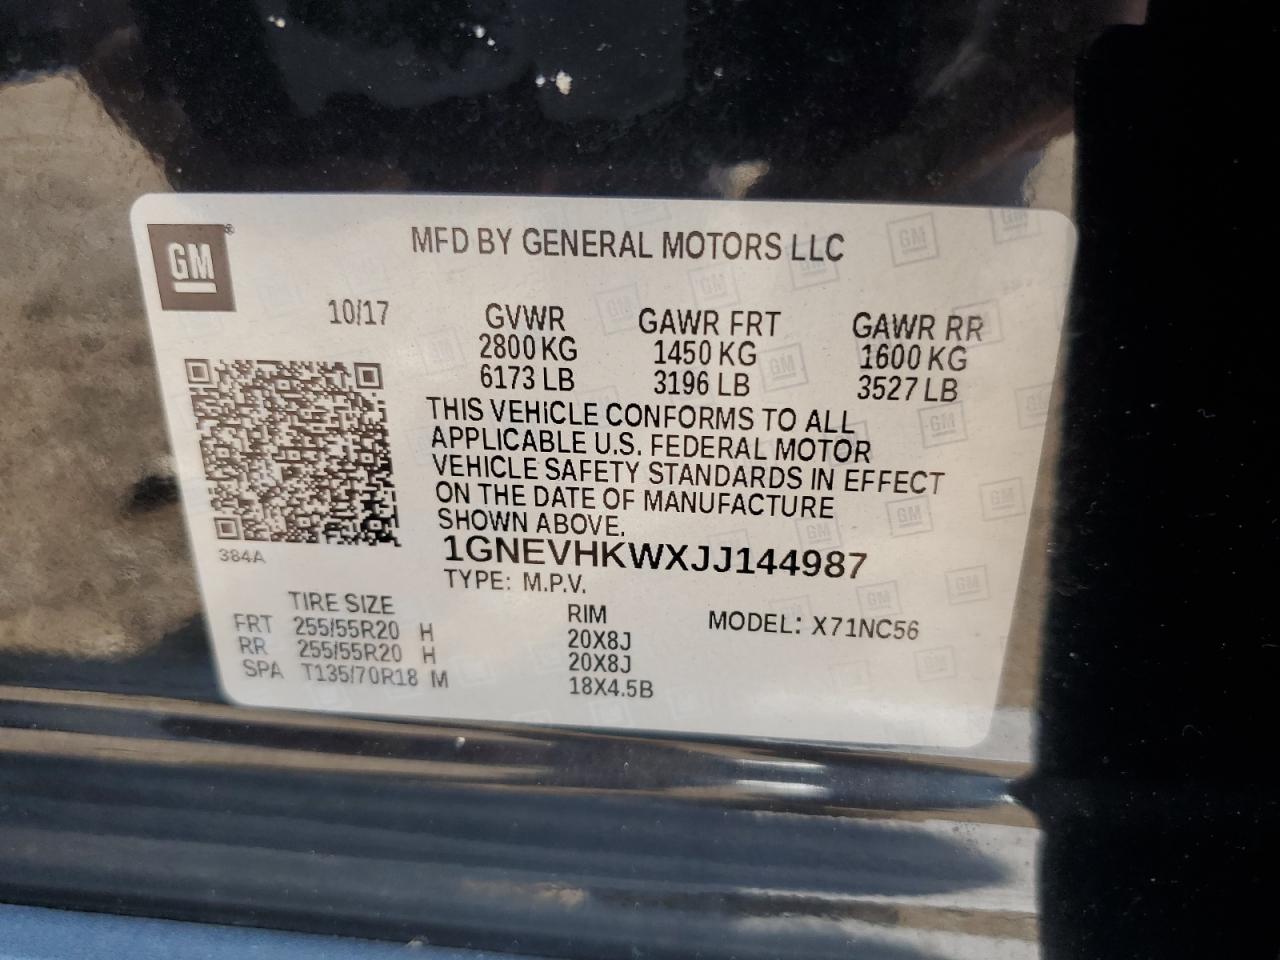 GM®
MFD BY GENERAL MOTORS LLC
10/17
GVWR GAWR FRT GAWR RR
2800 KG 1450 KG 1600 KG
6173 LB 3196 LB 3527 LB
THIS VEHICLE CONFORMS TO ALL
APPLICABLE U.S. FEDERAL MOTOR
VEHICLE SAFETY STANDARDS IN EFFECT
ON THE DATE OF MANUFACTURE
SHOWN ABOVE.
384A
1GNEVHKWXJJ144987
TYPE: M.P.V.
TIRE SIZE RIM MODEL: X71NC56
FRT 255/55R20 H 20X8J
RR 255/55R20 H 20X8J
SPA T135/70R18 M 18X4.5B